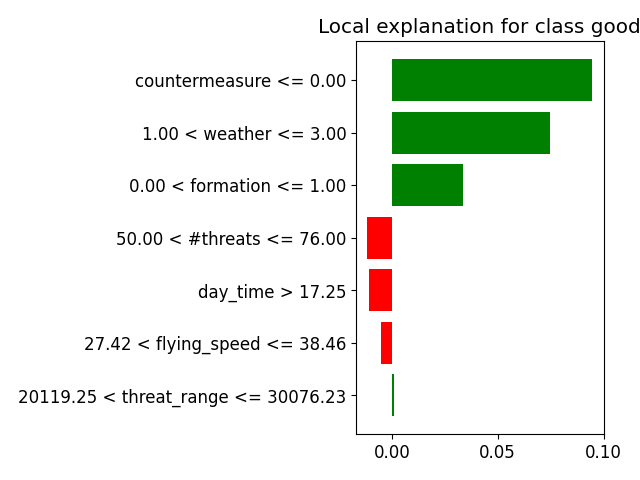 Local explanation for class good
countermeasure <= 0.00
1.00 < weather <= 3.00
0.00 < formation <= 1.00
50.00 < #threats <= 76.00
day_time > 17.25
27.42 < flying_speed <= 38.46
20119.25 < threat_range <= 30076.23
0.00 0.05 0.10